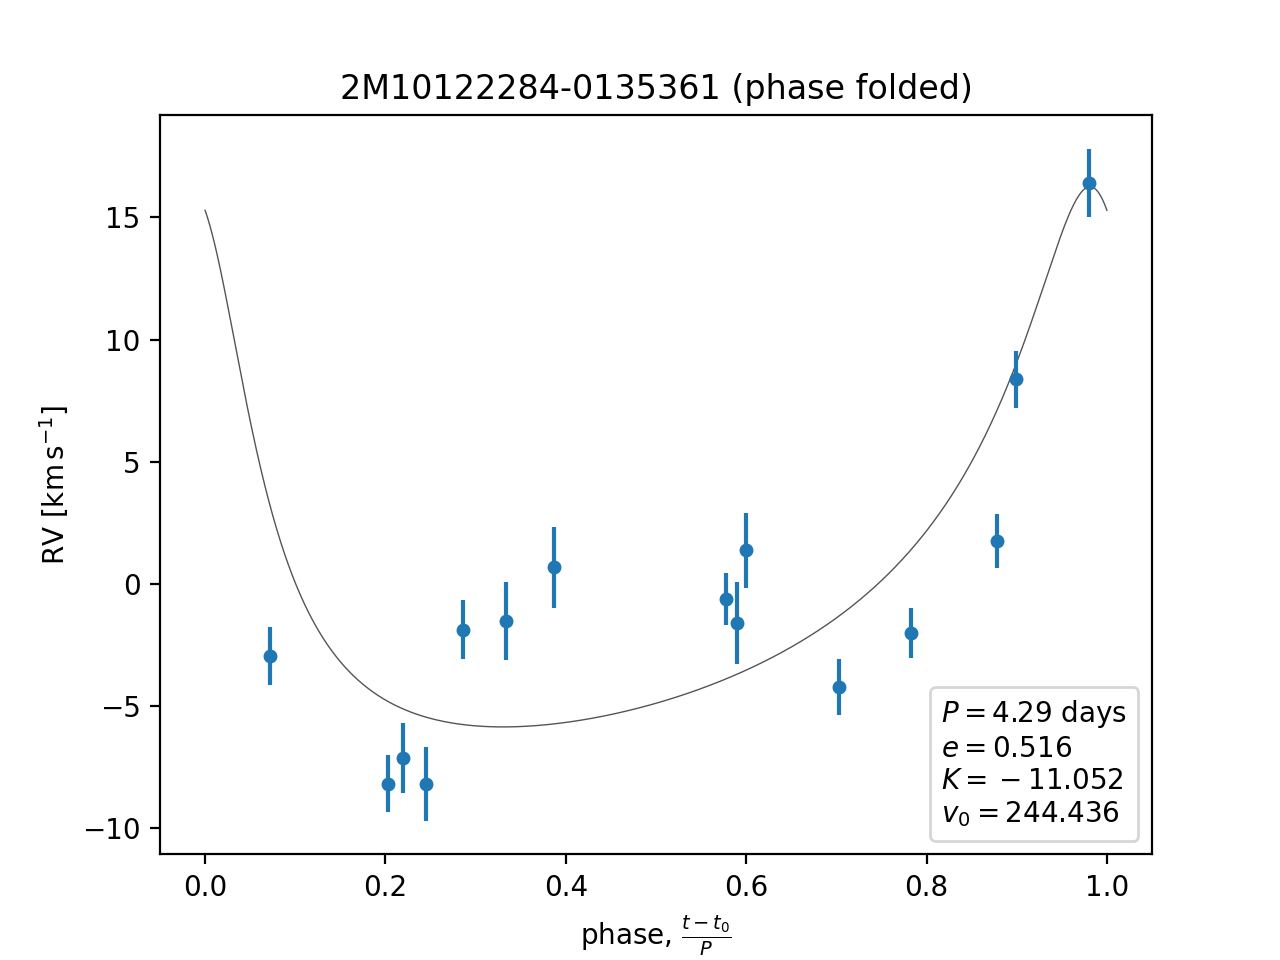 2M10122284-0135361 (phase folded)
RV [km s⁻¹]
15
10
5
0
−5
−10
P = 4.29 days
e = 0.516
K = − 11.052
v₀ = 244.436
0.0 0.2 0.4 0.6 0.8 1.0
phase, (t − t₀)/P